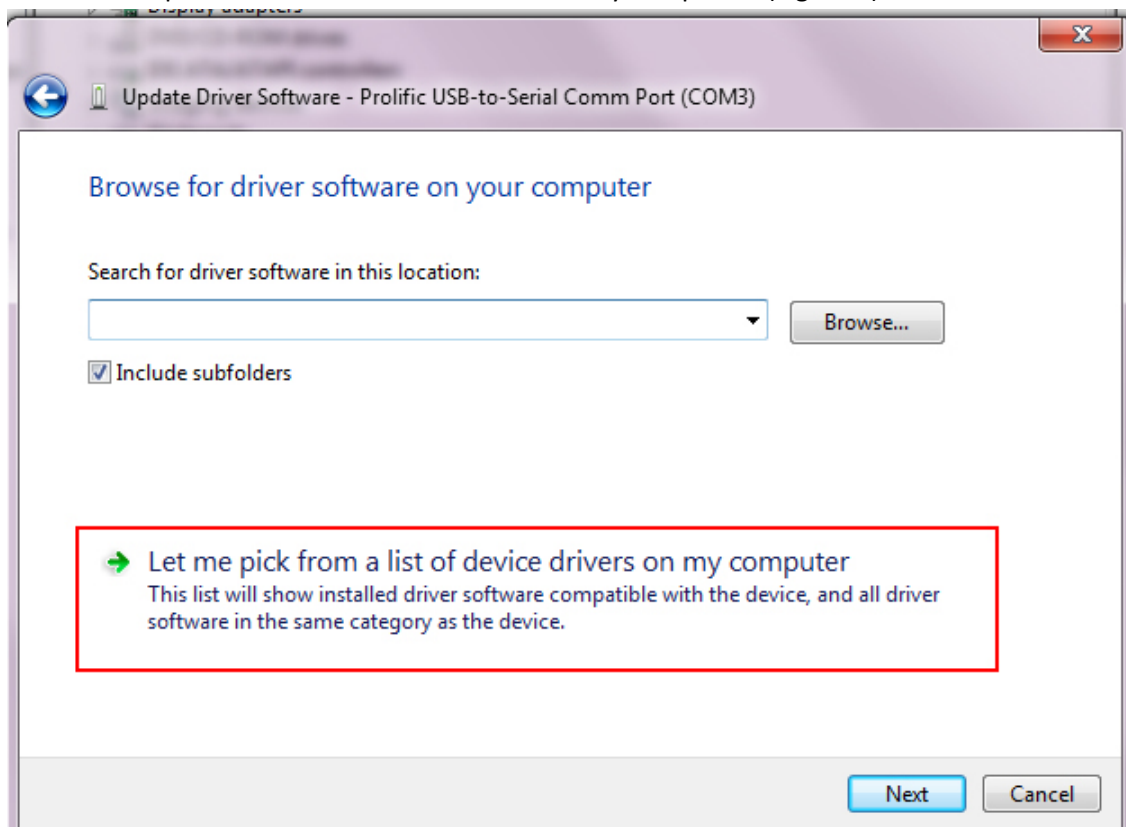 Display adapters
Update Driver Software - Prolific USB-to-Serial Comm Port (COM3)
Browse for driver software on your computer
Search for driver software in this location:
Browse...
Include subfolders
Let me pick from a list of device drivers on my computer
This list will show installed driver software compatible with the device, and all driver
software in the same category as the device.
Next
Cancel